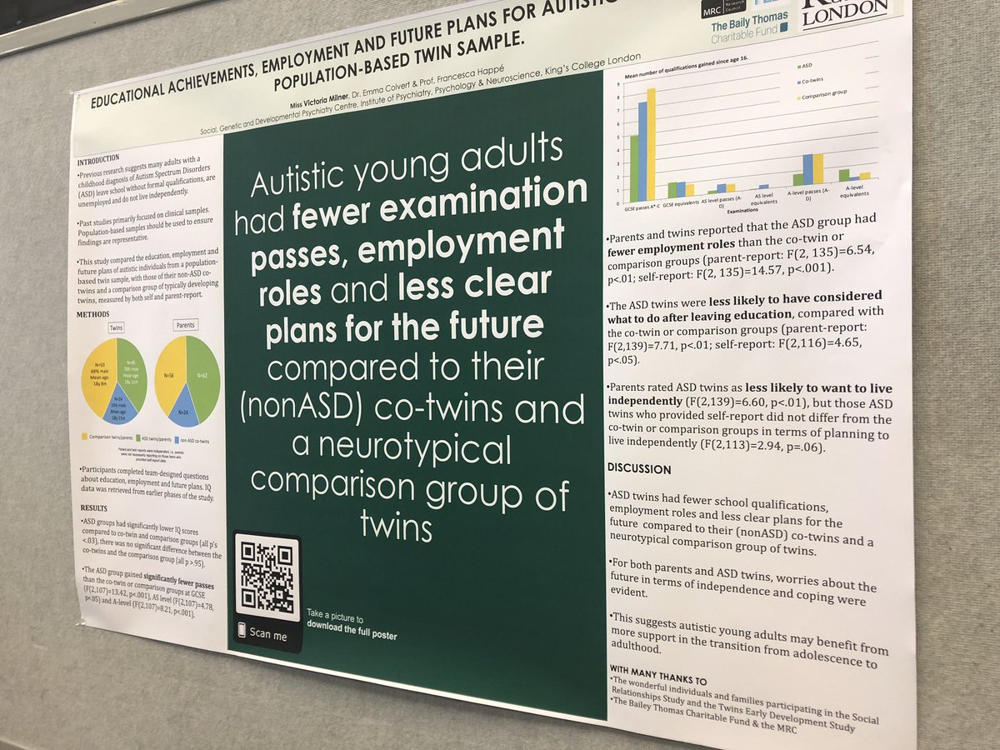 EDUCATIONAL ACHIEVEMENTS, EMPLOYMENT AND FUTURE PLANS FOR AUTISTIC
POPULATION-BASED TWIN SAMPLE.
Miss Victoria Milner, Dr. Emma Colvert & Prof. Francesca Happé
Social, Genetic and Developmental Psychiatry Centre, Institute of Psychiatry, Psychology & Neuroscience, King's College London
MRC
Research
Council
The Baily Thomas
Charitable Fund
LONDON
INTRODUCTION
•Previous research suggests many adults with a
childhood diagnosis of Autism Spectrum Disorders
(ASD) leave school without formal qualifications, are
unemployed and do not live independently.
•Past studies primarily focused on clinical samples.
Population-based samples should be used to ensure
findings are representative.
•This study compared the education, employment and
future plans of autistic individuals from a population-
based twin sample, with those of their non-ASD co-
twins and a comparison group of typically developing
twins, measured by both self and parent-report.
METHODS
Twins
Parents
N=50
68% male
Mean age:
18y 8m
78% male
Mean age:
18y 11m
Mean age:
18y 11m
N=56
N=62
N=24
Comparison twins/parents
ASD twins/parents
non-ASD co-twins
Parent and twin reports were independent, i.e. parents
were not necessarily reporting on those twins who
provided self-report data
•Participants completed team-designed questions
about education, employment and future plans. IQ
data was retrieved from earlier phases of the study.
RESULTS
•ASD groups had significantly lower IQ scores
compared to co-twin and comparison groups (all p's
<.03), there was no significant difference between the
co-twins and the comparison group (all p >.95).
•The ASD group gained significantly fewer passes
than the co-twin or comparison groups at GCSE
(F(2,107)=13.42, p<.001), AS level (F(2,107)=4.78,
p<.05) and A-level (F(2,107)=8.21, p<.001).
Autistic young adults
had fewer examination
passes, employment
roles and less clear
plans for the future
compared to their
(nonASD) co-twins and
a neurotypical
comparison group of
twins
Scan me
Take a picture to
download the full poster
Mean number of qualifications gained since age 16.
9
8
7
6
5
4
3
2
1
0
ASD
Co-twins
Comparison group
GCSE passes A*-C
GCSE equivalents
AS level passes (A-
D)
AS level
equivalents
A-level passes (A-
D)
A-level
equivalents
Examinations
•Parents and twins reported that the ASD group had
fewer employment roles than the co-twin or
comparison groups (parent-report: F(2, 135)=6.54,
p<.01; self-report: F(2, 135)=14.57, p<.001).
•The ASD twins were less likely to have considered
what to do after leaving education, compared with
the co-twin or comparison groups (parent-report:
F(2,139)=7.71, p<.01; self-report: F(2,116)=4.65,
p<.05).
•Parents rated ASD twins as less likely to want to live
independently (F(2,139)=6.60, p<.01), but those ASD
twins who provided self-report did not differ from the
co-twin or comparison groups in terms of planning to
live independently (F(2,113)=2.94, p=.06).
DISCUSSION
•ASD twins had fewer school qualifications,
employment roles and less clear plans for the
future compared to their (nonASD) co-twins and a
neurotypical comparison group of twins.
•For both parents and ASD twins, worries about the
future in terms of independence and coping were
evident.
•This suggests autistic young adults may benefit from
more support in the transition from adolescence to
adulthood.
WITH MANY THANKS TO
•The wonderful individuals and families participating in the Social
Relationships Study and the Twins Early Development Study
•The Bailey Thomas Charitable Fund & the MRC